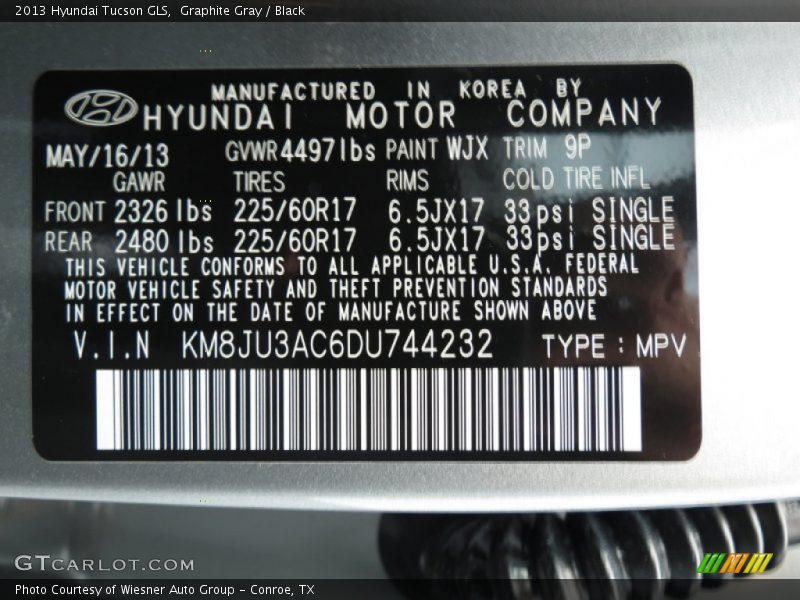 2013 Hyundai Tucson GLS,  Graphite Gray / Black
MANUFACTURED IN KOREA BY
HYUNDAI MOTOR COMPANY
MAY/16/13 GVWR 4497lbs PAINT WJX TRIM 9P
GAWR TIRES RIMS COLD TIRE INFL
FRONT 2326 lbs 225/60R17 6.5JX17 33psi SINGLE
REAR 2480 lbs 225/60R17 6.5JX17 33psi SINGLE
THIS VEHICLE CONFORMS TO ALL APPLICABLE U.S.A. FEDERAL
MOTOR VEHICLE SAFETY AND THEFT PREVENTION STANDARDS
IN EFFECT ON THE DATE OF MANUFACTURE SHOWN ABOVE
V.I.N KM8JU3AC6DU744232 TYPE : MPV
GTCARLOT.COM
Photo Courtesy of Wiesner Auto Group - Conroe, TX